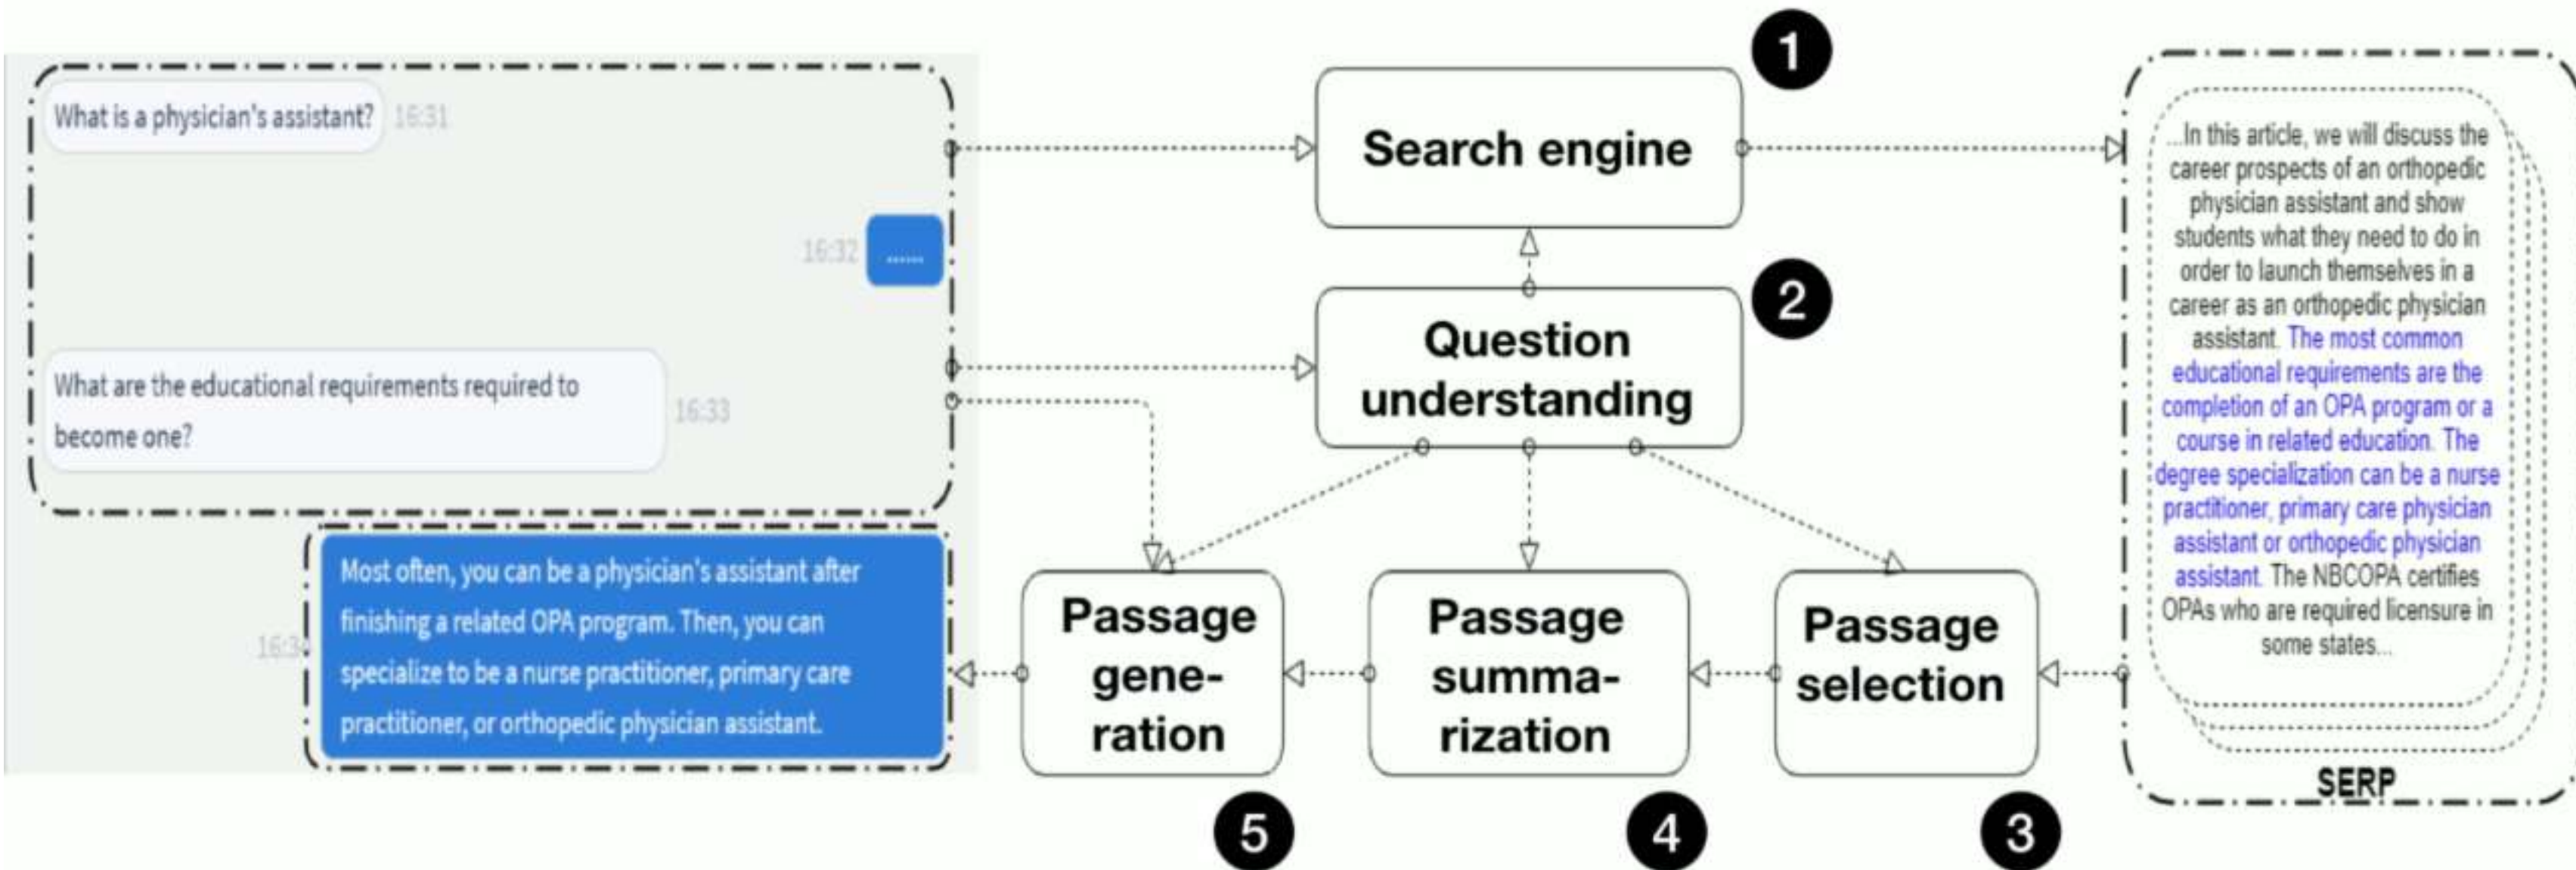 What is a physician's assistant? 16:31
16:32 ......
What are the educational requirements required to
become one?
16:33
Most often, you can be a physician's assistant after
finishing a related OPA program. Then, you can
specialize to be a nurse practitioner, primary care
practitioner, or orthopedic physician assistant.
1
Search engine
2
Question
understanding
Passage
gene-
ration
5
Passage
summa-
rization
4
Passage
selection
3
...In this article, we will discuss the
career prospects of an orthopedic
physician assistant and show
students what they need to do in
order to launch themselves in a
career as an orthopedic physician
assistant. The most common
educational requirements are the
completion of an OPA program or a
course in related education. The
degree specialization can be a nurse
practitioner, primary care physician
assistant or orthopedic physician
assistant. The NBCOPA certifies
OPAs who are required licensure in
some states...
SERP